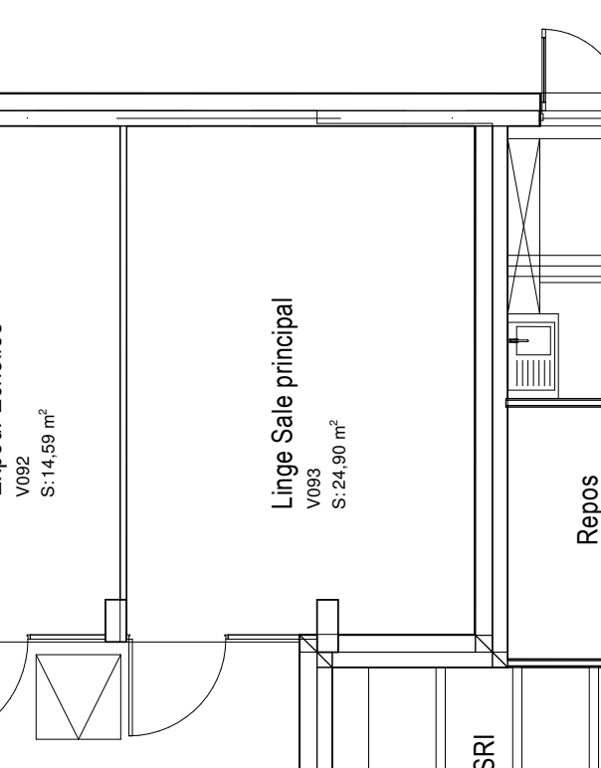 V092
S:14,59 m²
Linge Sale principal
V093
S:24,90 m²
Repos
SRI